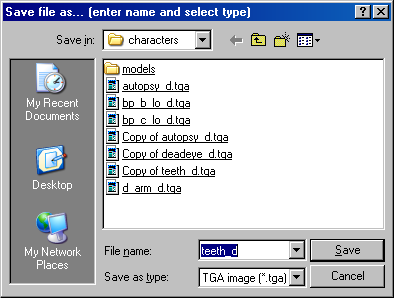 Save file as... (enter name and select type)
Save in: characters
My Recent
Documents
Desktop
My Network
Places
models
autopsy_d.tga
bp_b_lo_d.tga
bp_c_lo_d.tga
Copy of autopsy_d.tga
Copy of deadeye_d.tga
Copy of teeth_d.tga
d_arm_d.tga
File name: teeth_d Save
Save as type: TGA image (*.tga) Cancel